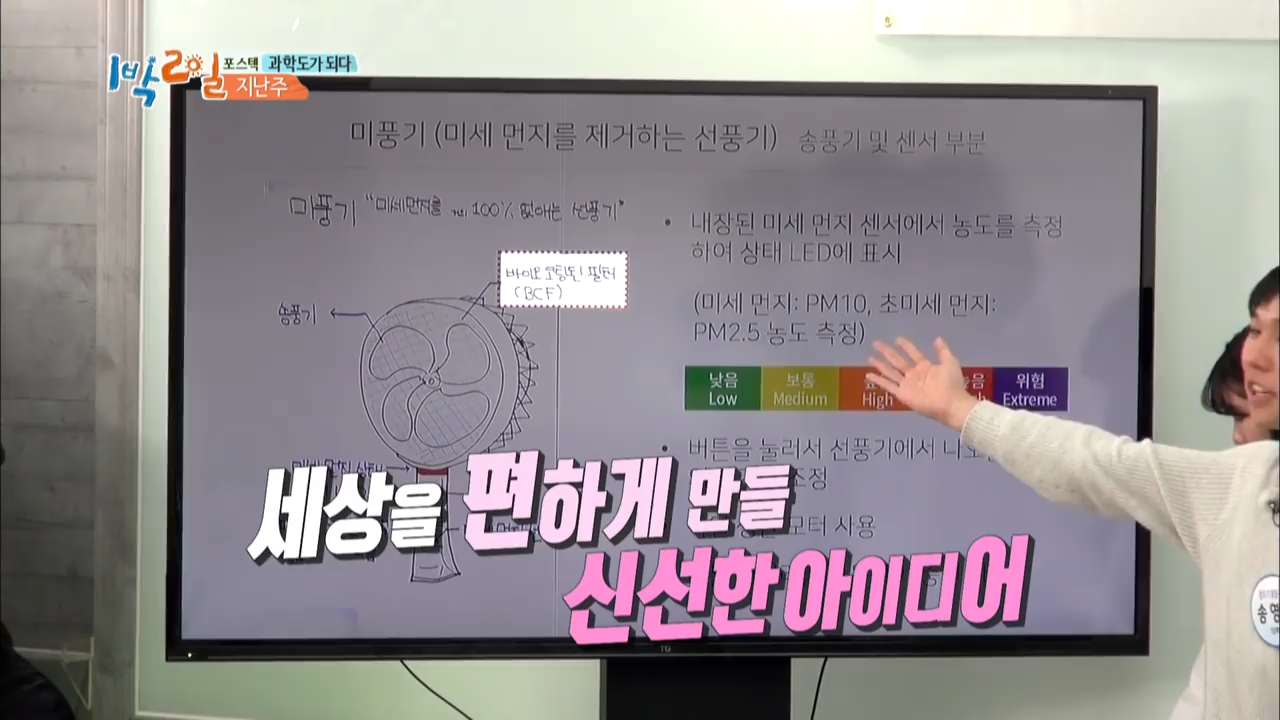 1박2일 포스텍 과학도가 되다
지난주
미풍기 (미세 먼지를 제거하는 선풍기) 송풍기 및 센서 부분
미풍기 "미세먼지를 100% 없애는 선풍기"
바이오 코팅된 필터
(BCF)
송풍기
• 내장된 미세 먼지 센서에서 농도를 측정
하여 상태 LED에 표시
(미세 먼지: PM10, 초미세 먼지:
PM2.5 농도 측정)
낮음 보통 위험
Low Medium High Extreme
• 버튼을 눌러서 선풍기에서
조정
모터 사용
세상을 편하게 만들
신선한 아이디어
TG